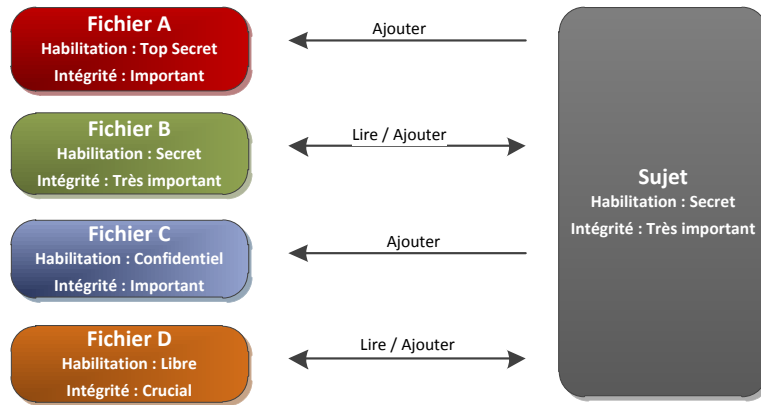 Fichier A
Habilitation : Top Secret
Intégrité : Important
Ajouter
Fichier B
Habilitation : Secret
Intégrité : Très important
Lire / Ajouter
Fichier C
Habilitation : Confidentiel
Intégrité : Important
Ajouter
Fichier D
Habilitation : Libre
Intégrité : Crucial
Lire / Ajouter
Sujet
Habilitation : Secret
Intégrité : Très important